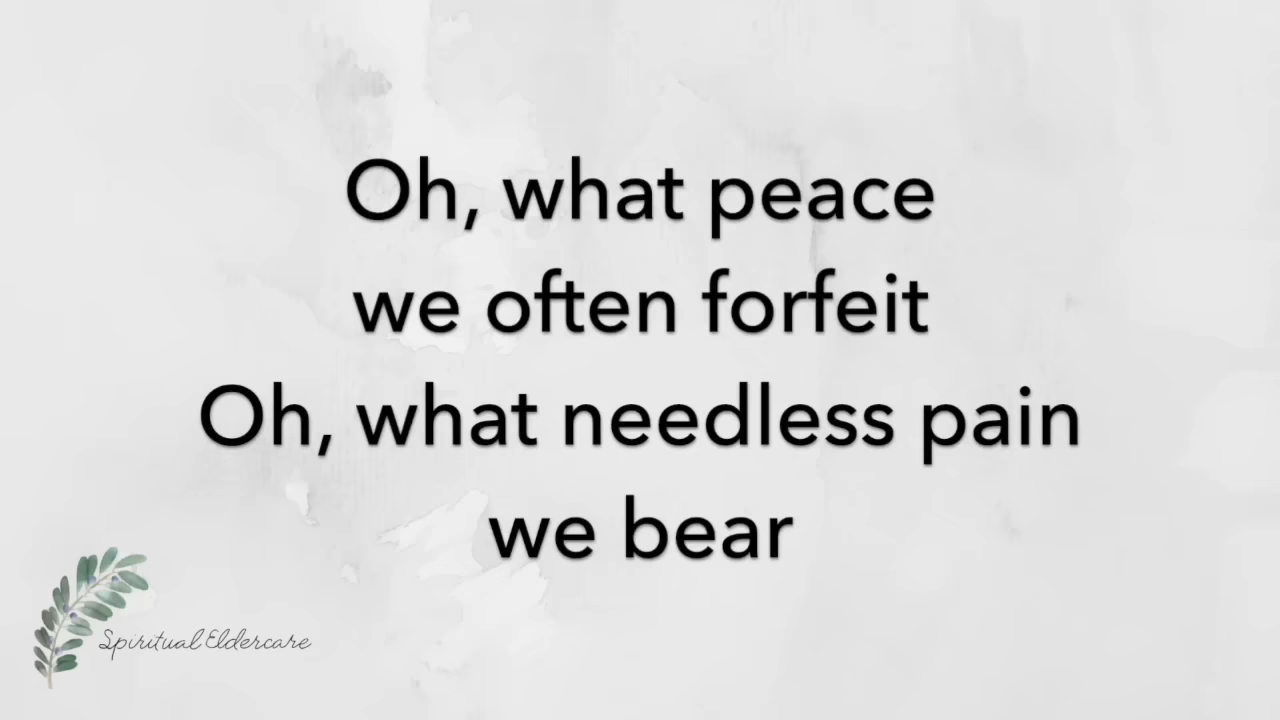 Oh, what peace
we often forfeit
Oh, what needless pain
we bear
Spiritual Eldercare